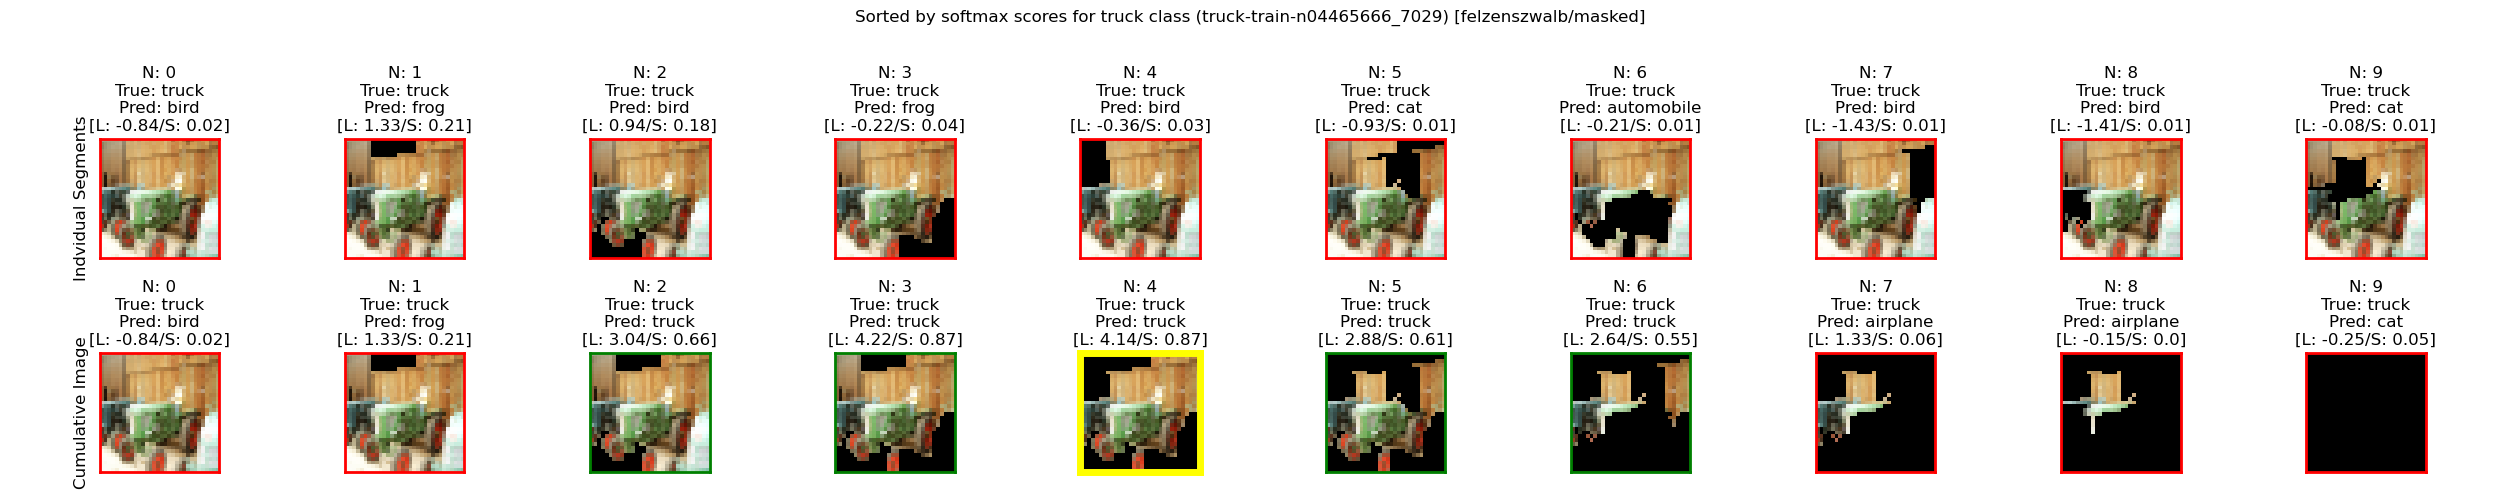 Sorted by softmax scores for truck class (truck-train-n04465666_7029) [felzenszwalb/masked]
Indvidual Segments
N: 0
True: truck
Pred: bird
[L: -0.84/S: 0.02]
N: 1
True: truck
Pred: frog
[L: 1.33/S: 0.21]
N: 2
True: truck
Pred: bird
[L: 0.94/S: 0.18]
N: 3
True: truck
Pred: frog
[L: -0.22/S: 0.04]
N: 4
True: truck
Pred: bird
[L: -0.36/S: 0.03]
N: 5
True: truck
Pred: cat
[L: -0.93/S: 0.01]
N: 6
True: truck
Pred: automobile
[L: -0.21/S: 0.01]
N: 7
True: truck
Pred: bird
[L: -1.43/S: 0.01]
N: 8
True: truck
Pred: bird
[L: -1.41/S: 0.01]
N: 9
True: truck
Pred: cat
[L: -0.08/S: 0.01]
Cumulative Image
N: 0
True: truck
Pred: bird
[L: -0.84/S: 0.02]
N: 1
True: truck
Pred: frog
[L: 1.33/S: 0.21]
N: 2
True: truck
Pred: truck
[L: 3.04/S: 0.66]
N: 3
True: truck
Pred: truck
[L: 4.22/S: 0.87]
N: 4
True: truck
Pred: truck
[L: 4.14/S: 0.87]
N: 5
True: truck
Pred: truck
[L: 2.88/S: 0.61]
N: 6
True: truck
Pred: truck
[L: 2.64/S: 0.55]
N: 7
True: truck
Pred: airplane
[L: 1.33/S: 0.06]
N: 8
True: truck
Pred: airplane
[L: -0.15/S: 0.0]
N: 9
True: truck
Pred: cat
[L: -0.25/S: 0.05]